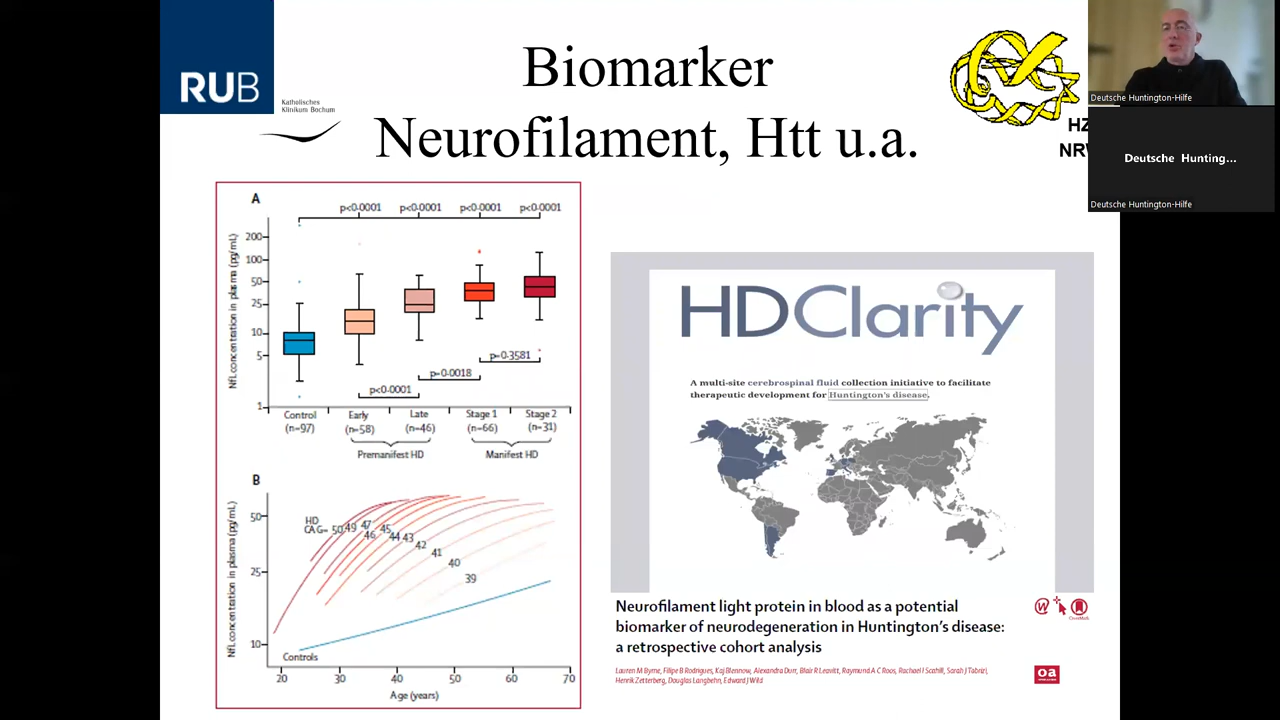 RUB
Katholisches
Klinikum Bochum
Biomarker
Neurofilament, Htt u.a.
HZ
NRW
Deutsche Huntington-Hilfe
Deutsche Hunting...
Deutsche Huntington-Hilfe
A
p<0·0001 p<0·0001 p<0·0001 p<0·0001
NfL concentration in plasma (pg/mL)
200
100
50
25
10
5
1
p=0·3581
p=0·0018
p<0·0001
Control Early Late Stage 1 Stage 2
(n=97) (n=58) (n=46) (n=66) (n=31)
Premanifest HD Manifest HD
B
NfL concentration in plasma (pg/mL)
50
25
10
HD
CAG= 50 49 47 46 45 44 43 42 41 40 39
Controls
20 30 40 50 60 70
Age (years)
HDClarity
A multi-site cerebrospinal fluid collection initiative to facilitate
therapeutic development for Huntington's disease.
Neurofilament light protein in blood as a potential
biomarker of neurodegeneration in Huntington's disease:
a retrospective cohort analysis
Lauren M Byrne, Filipe B Rodrigues, Kaj Blennow, Alexandra Durr, Blair R Leavitt, Raymund A C Roos, Rachael I Scahill, Sarah J Tabrizi,
Henrik Zetterberg, Douglas Langbehn, Edward J Wild
W
CrossMark
oa